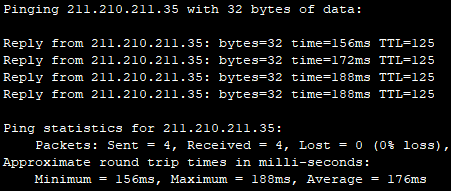 Pinging 211.210.211.35 with 32 bytes of data:
Reply from 211.210.211.35: bytes=32 time=156ms TTL=125
Reply from 211.210.211.35: bytes=32 time=172ms TTL=125
Reply from 211.210.211.35: bytes=32 time=188ms TTL=125
Reply from 211.210.211.35: bytes=32 time=188ms TTL=125
Ping statistics for 211.210.211.35:
Packets: Sent = 4, Received = 4, Lost = 0 (0% loss),
Approximate round trip times in milli-seconds:
Minimum = 156ms, Maximum = 188ms, Average = 176ms